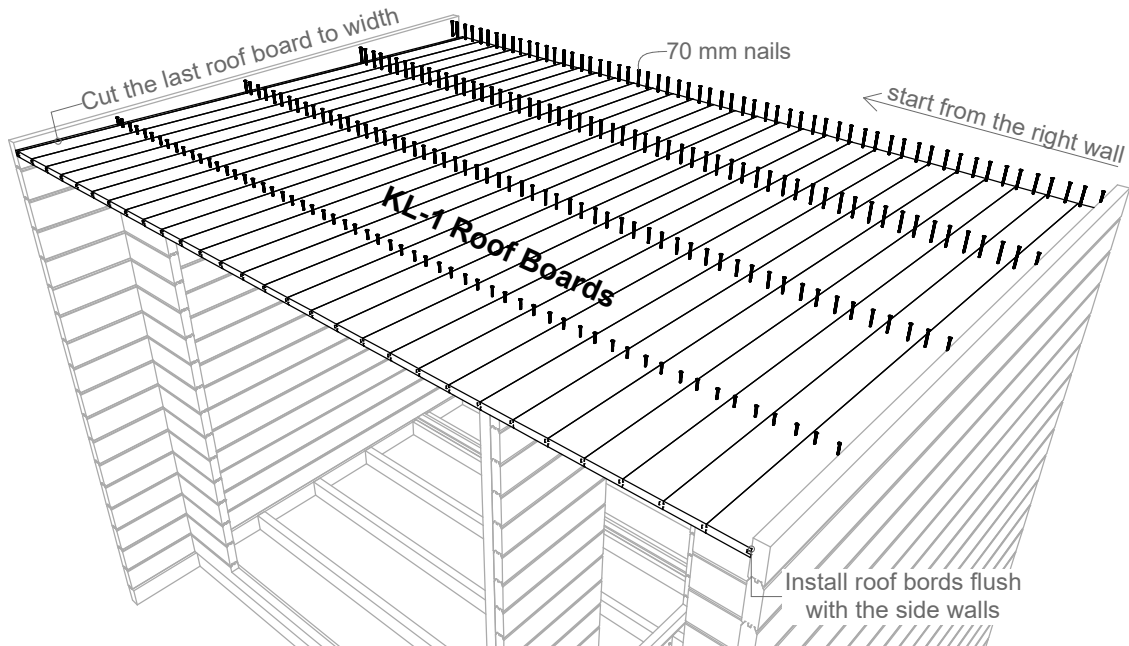 Cut the last roof board to width
70 mm nails
start from the right wall
KL-1 Roof Boards
Install roof bords flush
with the side walls